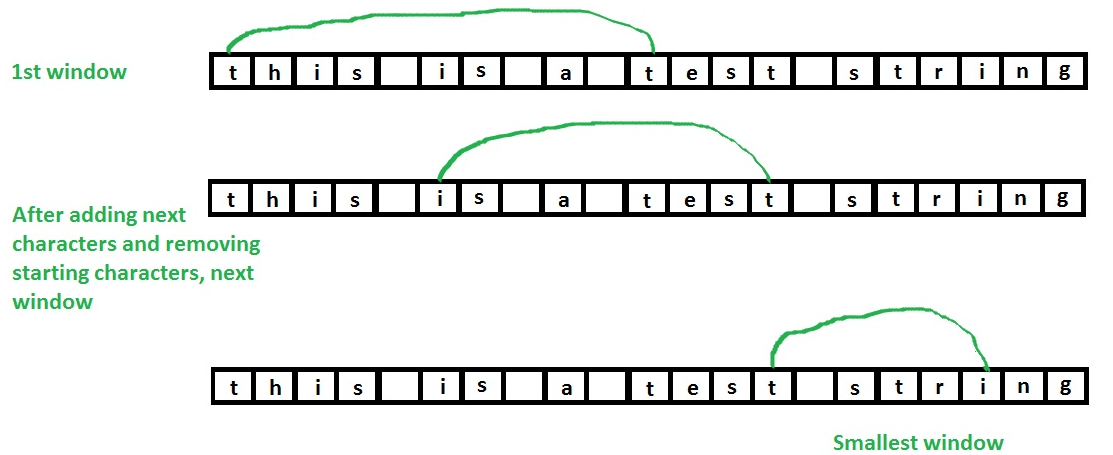 1st window
t h i s   i s   a   t e s t   s t r i n g
t h i s   i s   a   t e s t   s t r i n g
After adding next
characters and removing
starting characters, next
window
t h i s   i s   a   t e s t   s t r i n g
Smallest window